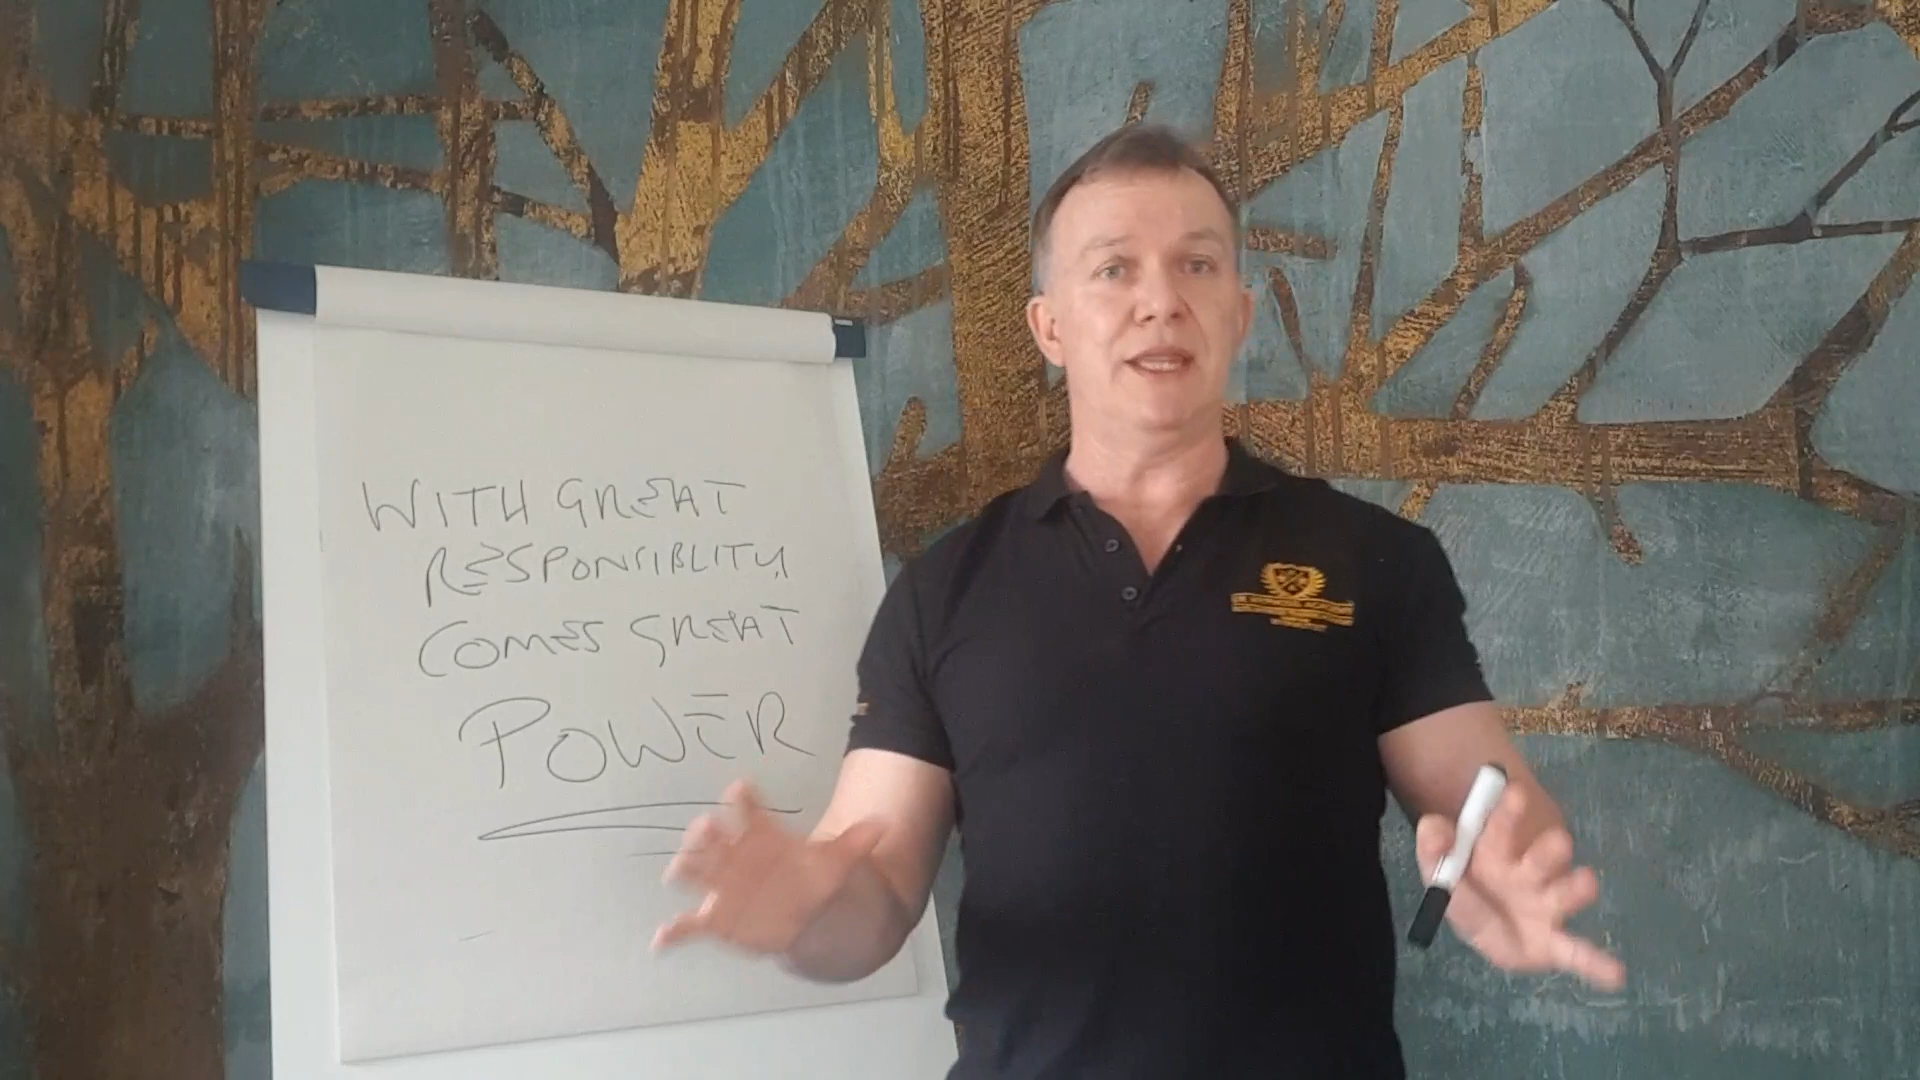 WITH GREAT
RESPONSIBLITY
COMES GREAT
POWER